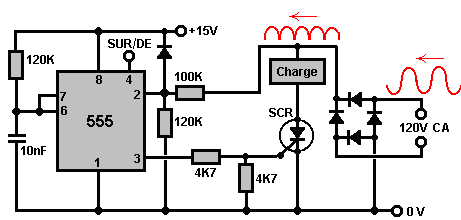 +15V
SUR/DE
120K
8
4
100K
Charge
7
2
6
555
120K
SCR
120V CA
10nF
1
3
4K7
4K7
0 V